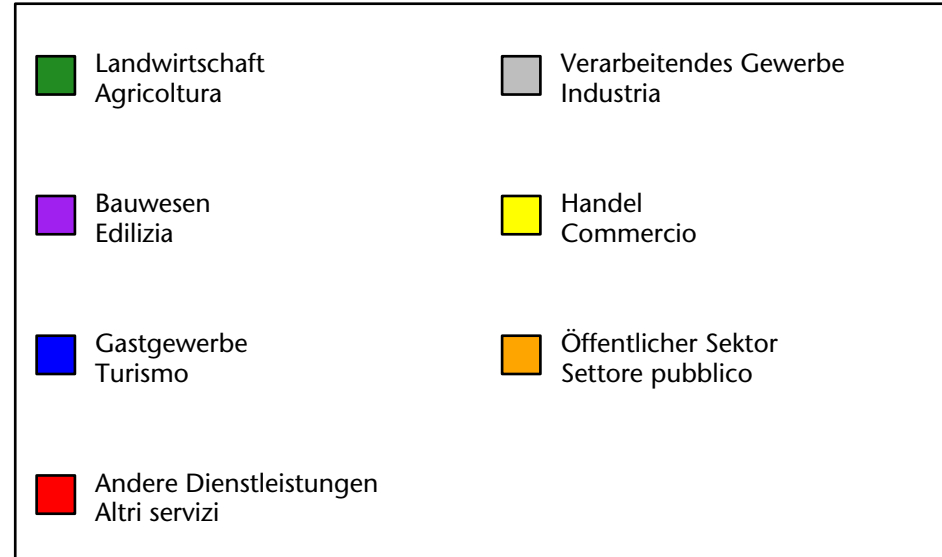 Landwirtschaft
Agricoltura
Verarbeitendes Gewerbe
Industria
Bauwesen
Edilizia
Handel
Commercio
Gastgewerbe
Turismo
Öffentlicher Sektor
Settore pubblico
Andere Dienstleistungen
Altri servizi